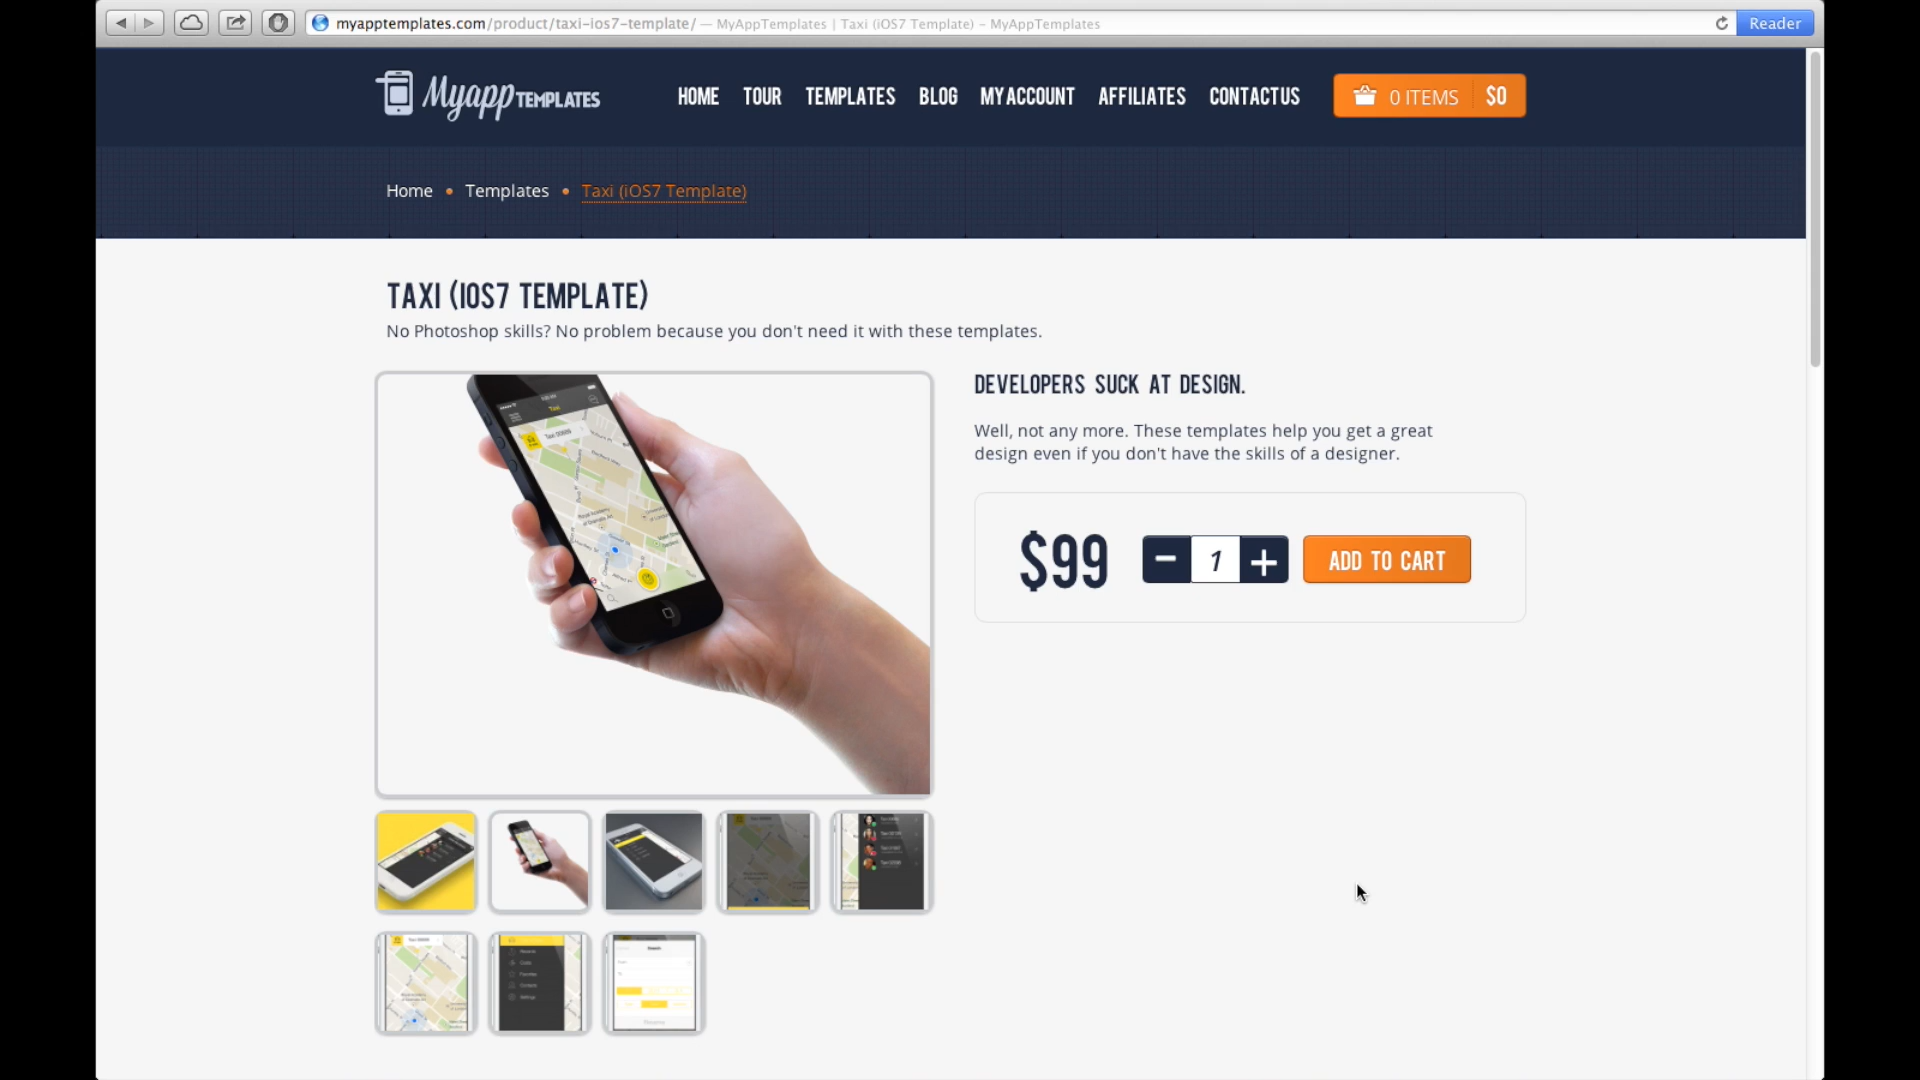 myapptemplates.com/product/taxi-ios7-template/ — MyAppTemplates | Taxi (iOS7 Template) – MyAppTemplates
Reader
Myapp TEMPLATES
HOME TOUR TEMPLATES BLOG MY ACCOUNT AFFILIATES CONTACT US
0 ITEMS $0
Home • Templates • Taxi (iOS7 Template)
TAXI (IOS7 TEMPLATE)
No Photoshop skills? No problem because you don't need it with these templates.
DEVELOPERS SUCK AT DESIGN.
Well, not any more. These templates help you get a great
design even if you don't have the skills of a designer.
$99 − 1 + ADD TO CART
Taxi